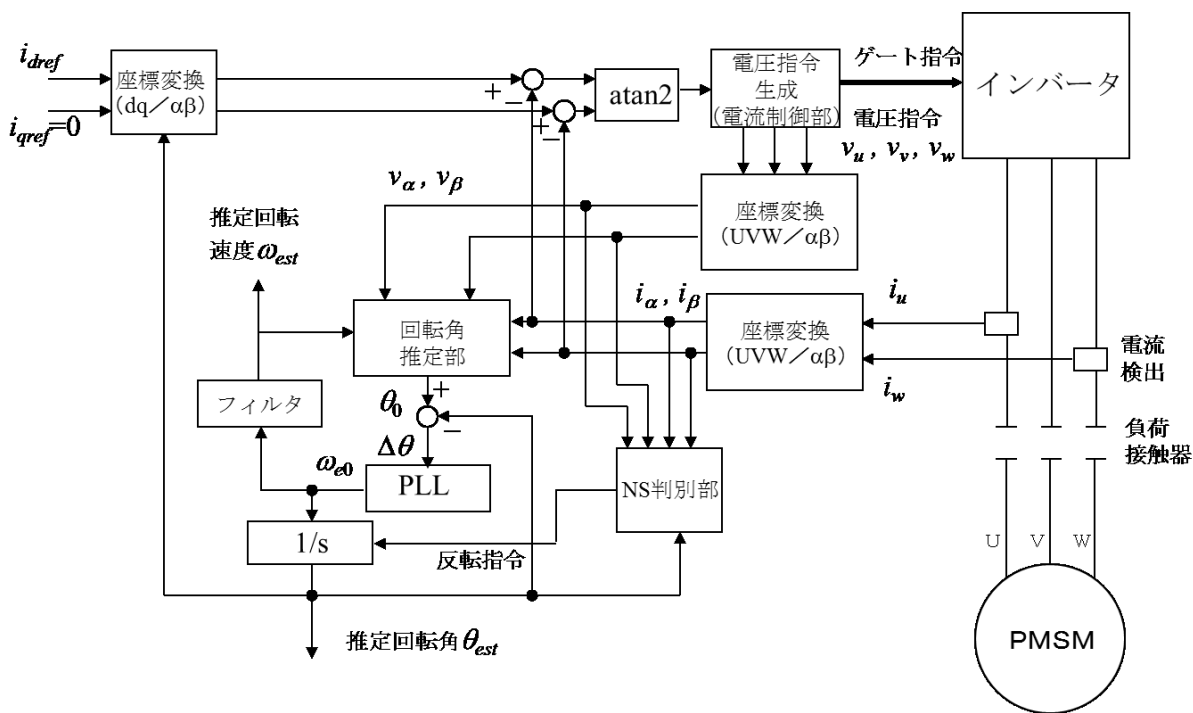 i_dref
i_qref=0
座標変換
(dq／αβ)
+
−
+
−
atan2
電圧指令
生成
(電流制御部)
ゲート指令
電圧指令
v_u , v_v , v_w
インバータ
v_α , v_β
座標変換
(UVW／αβ)
推定回転
速度ω_est
回転角
推定部
i_α , i_β
座標変換
(UVW／αβ)
i_u
i_w
電流
検出
フィルタ
θ_0
+
−
Δθ
ω_e0
PLL
NS判別部
負荷
接触器
1/s
反転指令
U
V
W
推定回転角θ_est
PMSM